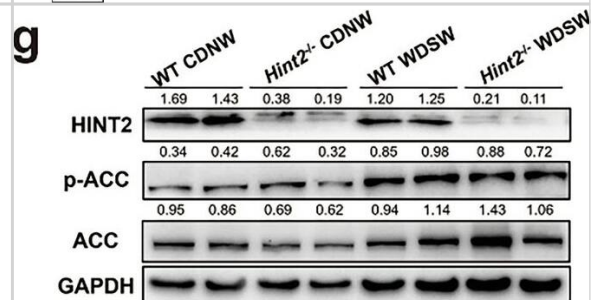 g
WT CDNW Hint2-/- CDNW WT WDSW Hint2-/- WDSW
1.69 1.43 0.38 0.19 1.20 1.25 0.21 0.11
HINT2
0.34 0.42 0.62 0.32 0.85 0.98 0.88 0.72
p-ACC
0.95 0.86 0.69 0.62 0.94 1.14 1.43 1.06
ACC
GAPDH